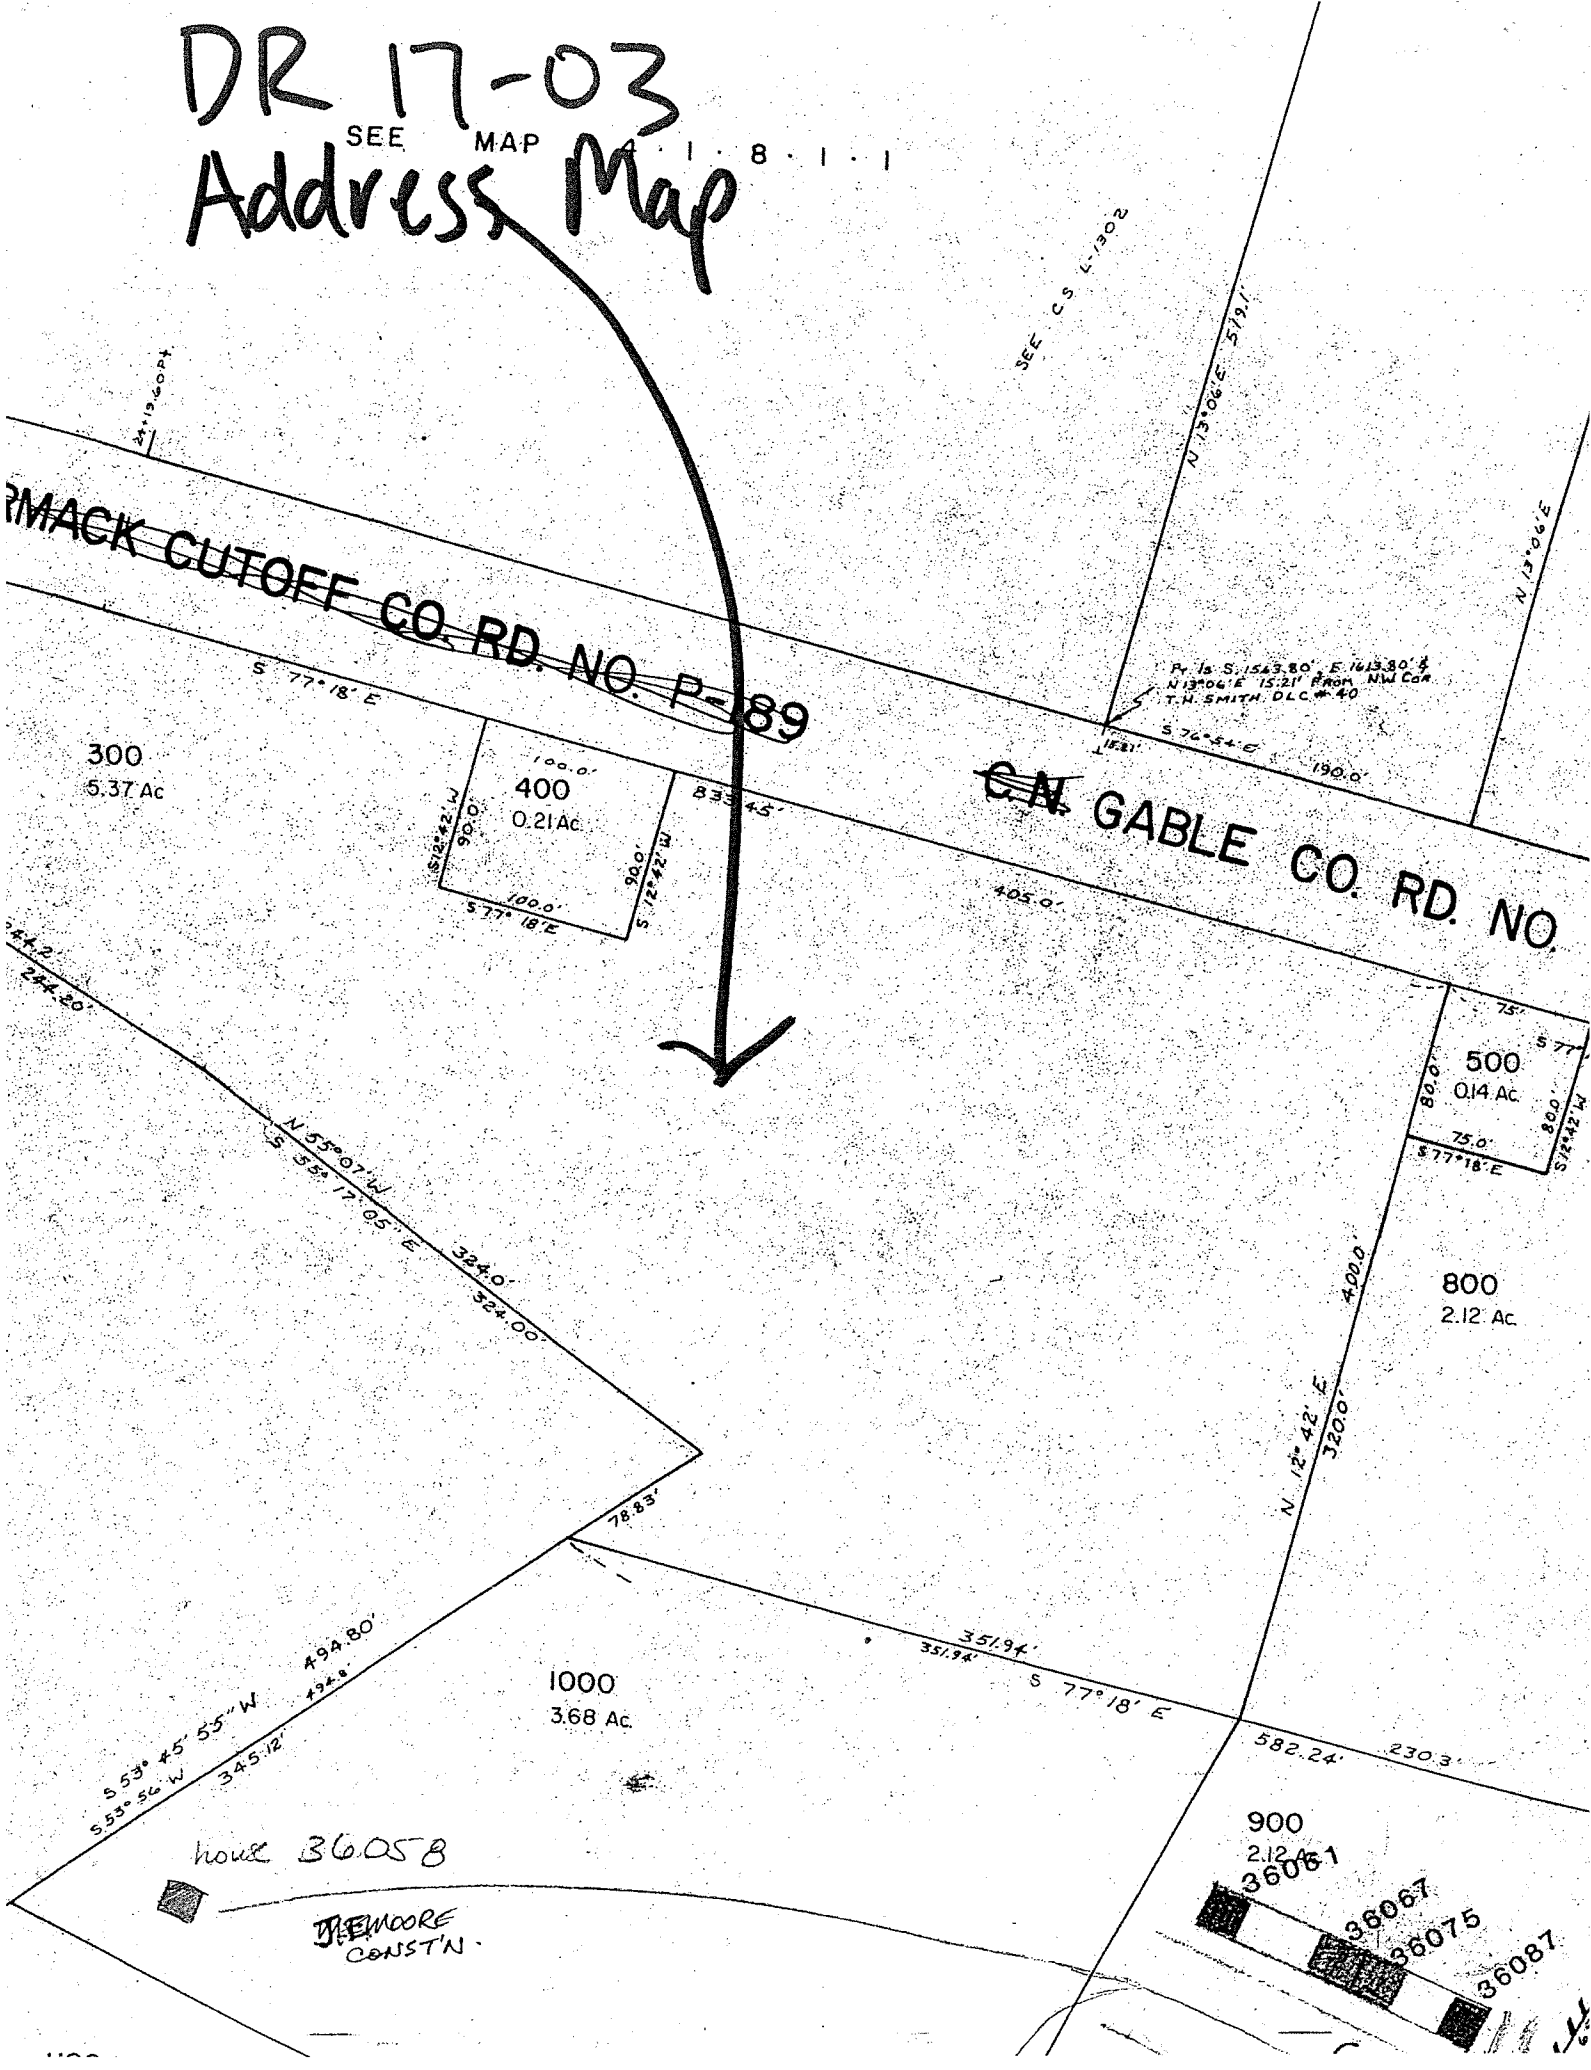 DR 17-03
SEE MAP 4.1.8.1.1
Address Map
SEE C.S L-1302
N 13°06'E 519.1'
N 13°06'E
24+19.60 Pt
RMACK CUTOFF CO. RD. NO. P-189
S 77°18' E
Pt. Is S. 1563.80', E. 1613.80' &
N 13°06'E 15.21' FROM NW COR
T.H. SMITH DLC # 40
15.21'
S 76°54' E
190.0'
300
5.37 Ac
100.0'
400
0.21 Ac.
S 12°42' W
90.0'
90.0'
S 12°42' W
100.0'
S 77°18' E
833.45'
C.N. GABLE CO. RD. NO.
405.0'
244.2'
244.20'
75'
S 77°
500
0.14 Ac.
80.0'
80.0'
S 12°42' W
75.0'
S 77°18' E
N 55°07' W
S 55° 17' 05" E
324.0'
324.00'
400.0'
800
2.12 Ac.
N 12° 42' E
320.0'
78.83'
494.80'
494.8'
351.94'
351.94'
S 77°18' E
1000
3.68 Ac.
S 53° 45' 55" W
S 53° 56' W
345.12'
582.24'
230.3'
900
2.12 Ac.
36061
36067
36075
36087
house 36058
MOORE
CONST'N.